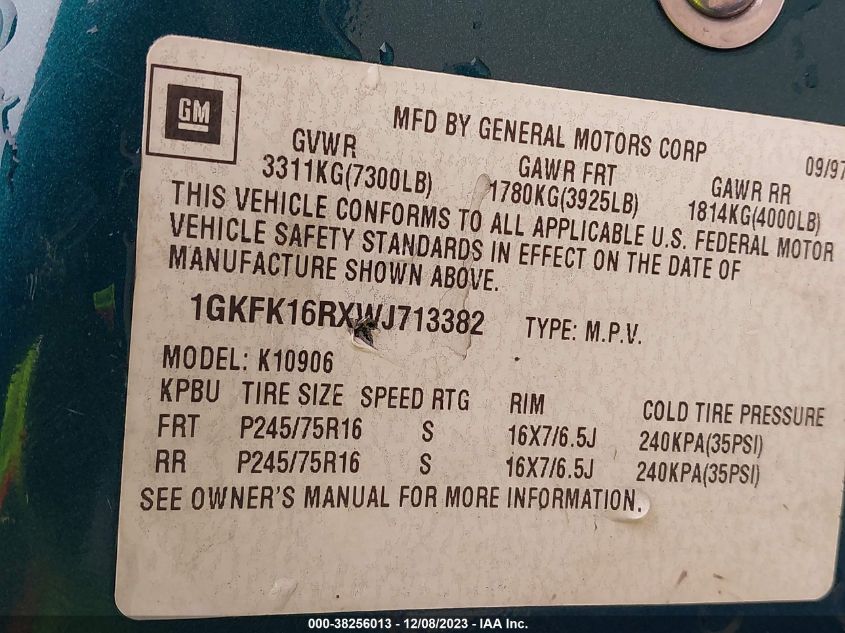 GM
MFD BY GENERAL MOTORS CORP 09/97
GVWR GAWR FRT GAWR RR
3311KG(7300LB) 1780KG(3925LB) 1814KG(4000LB)
THIS VEHICLE CONFORMS TO ALL APPLICABLE U.S. FEDERAL MOTOR
VEHICLE SAFETY STANDARDS IN EFFECT ON THE DATE OF
MANUFACTURE SHOWN ABOVE.
1GKFK16RXWJ713382 TYPE: M.P.V.
MODEL: K10906
KPBU TIRE SIZE SPEED RTG RIM COLD TIRE PRESSURE
FRT P245/75R16 S 16X7/6.5J 240KPA(35PSI)
RR P245/75R16 S 16X7/6.5J 240KPA(35PSI)
SEE OWNER'S MANUAL FOR MORE INFORMATION.
000-38256013 - 12/08/2023 - IAA Inc.